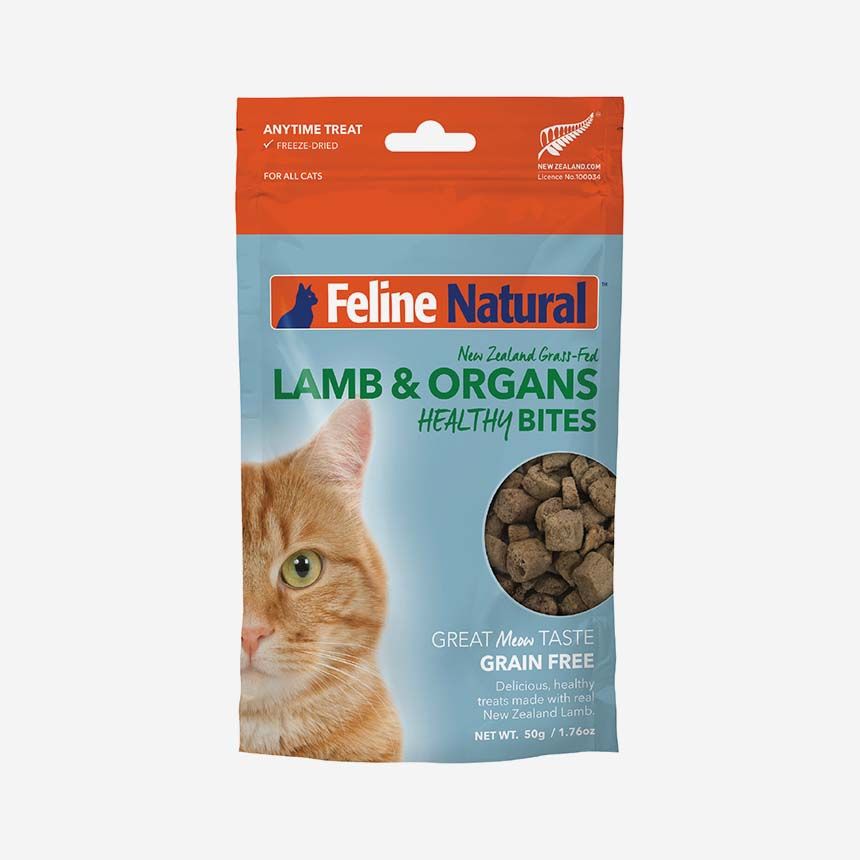 ANYTIME TREAT
✓ FREEZE-DRIED
FOR ALL CATS
NEW ZEALAND.COM
Licence No.100034
Feline Natural™
New Zealand Grass-Fed
LAMB & ORGANS
HEALTHY BITES
GREAT Meow TASTE
GRAIN FREE
Delicious, healthy
treats made with real
New Zealand Lamb.
NET WT. 50g / 1.76oz